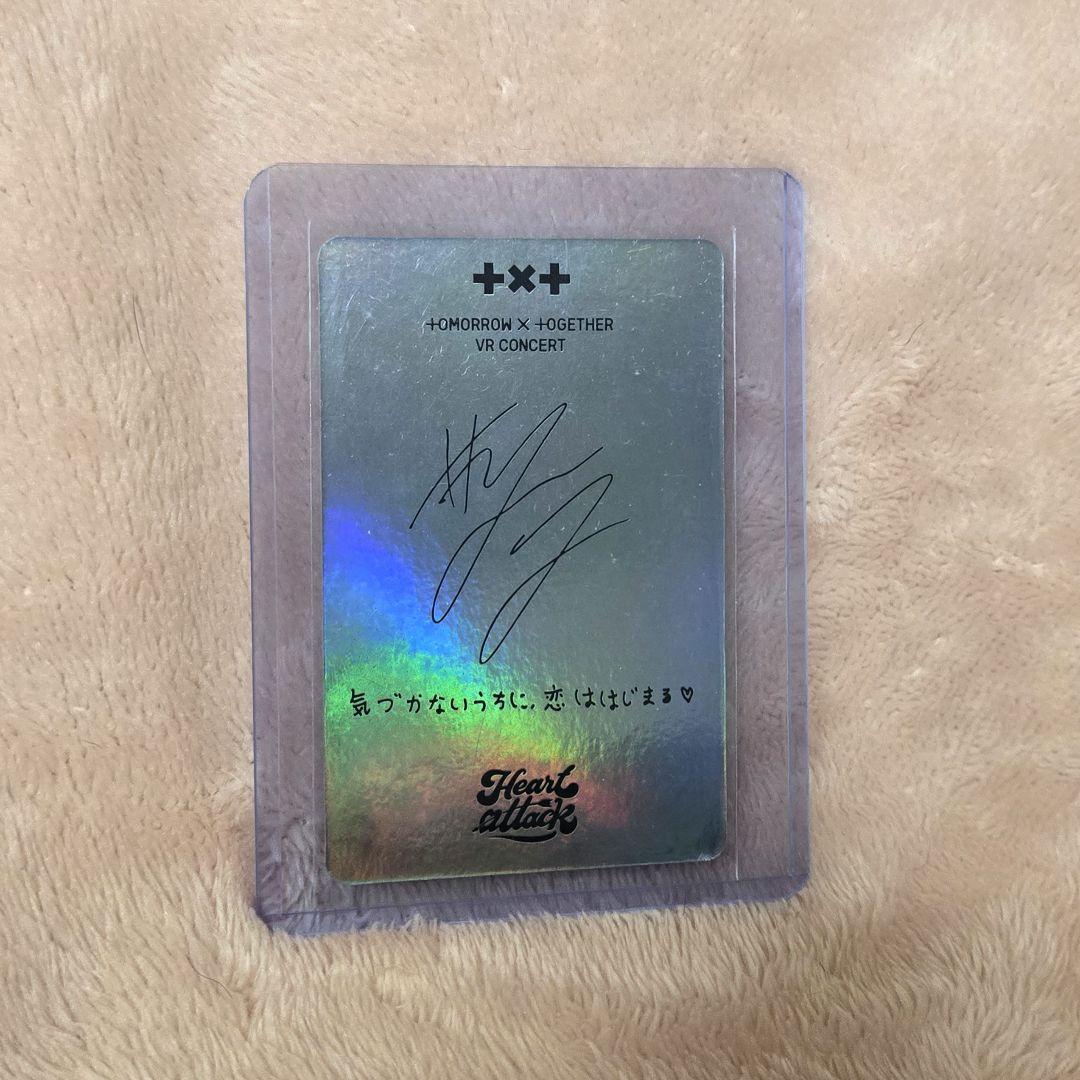 +×+
+OMORROW × +OGETHER
VR CONCERT
気づかないうちに、恋ははじまる♡
Heart attack